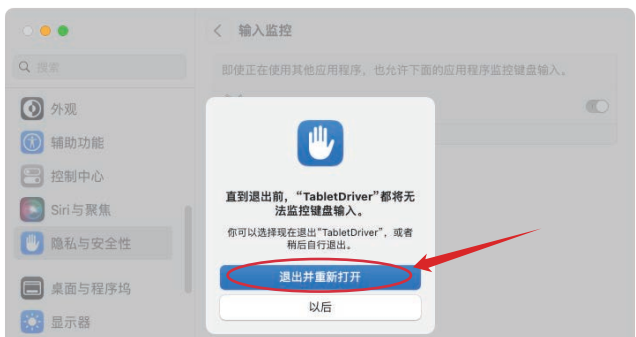 输入监控
搜索
即使正在使用其他应用程序，也允许下面的应用程序监控键盘输入。
外观
辅助功能
控制中心
Siri与聚焦
隐私与安全性
桌面与程序坞
显示器
直到退出前，“TabletDriver”都将无
法监控键盘输入。
你可以选择现在退出“TabletDriver”，或者
稍后自行退出。
退出并重新打开
以后